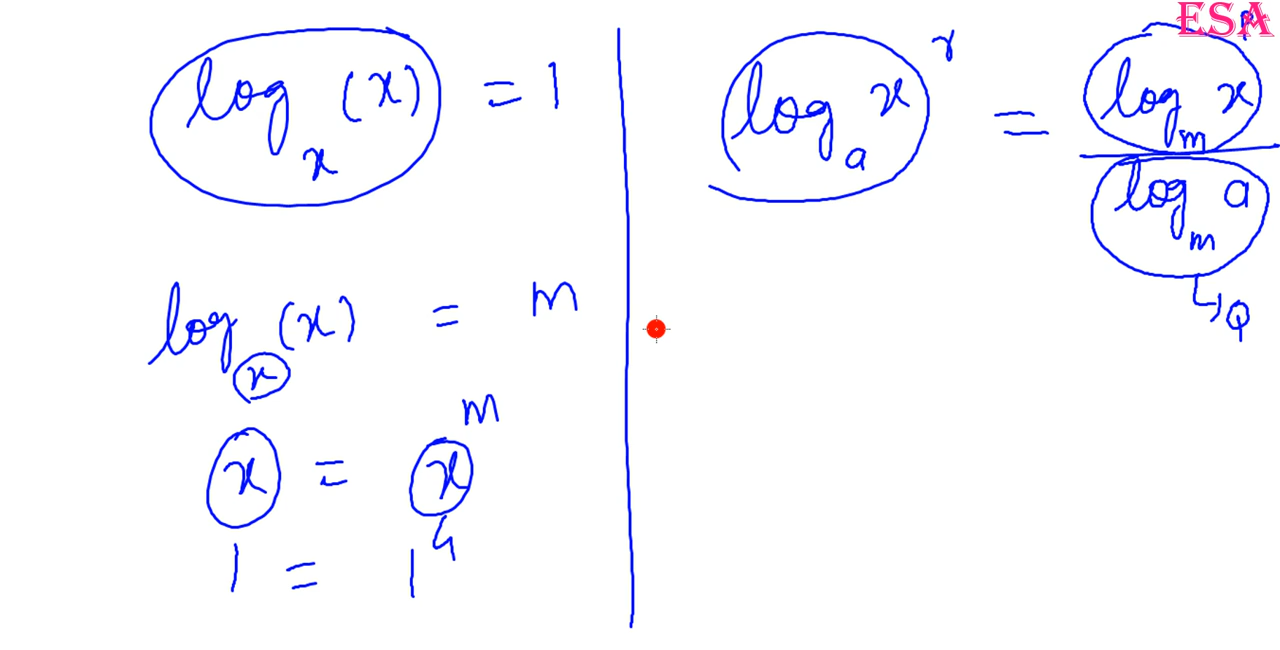 ESA
log_x (x) = 1
log_x (x) = m
x = x^m
1 = 1^4
log_a x r = log_m x / log_m a
Q